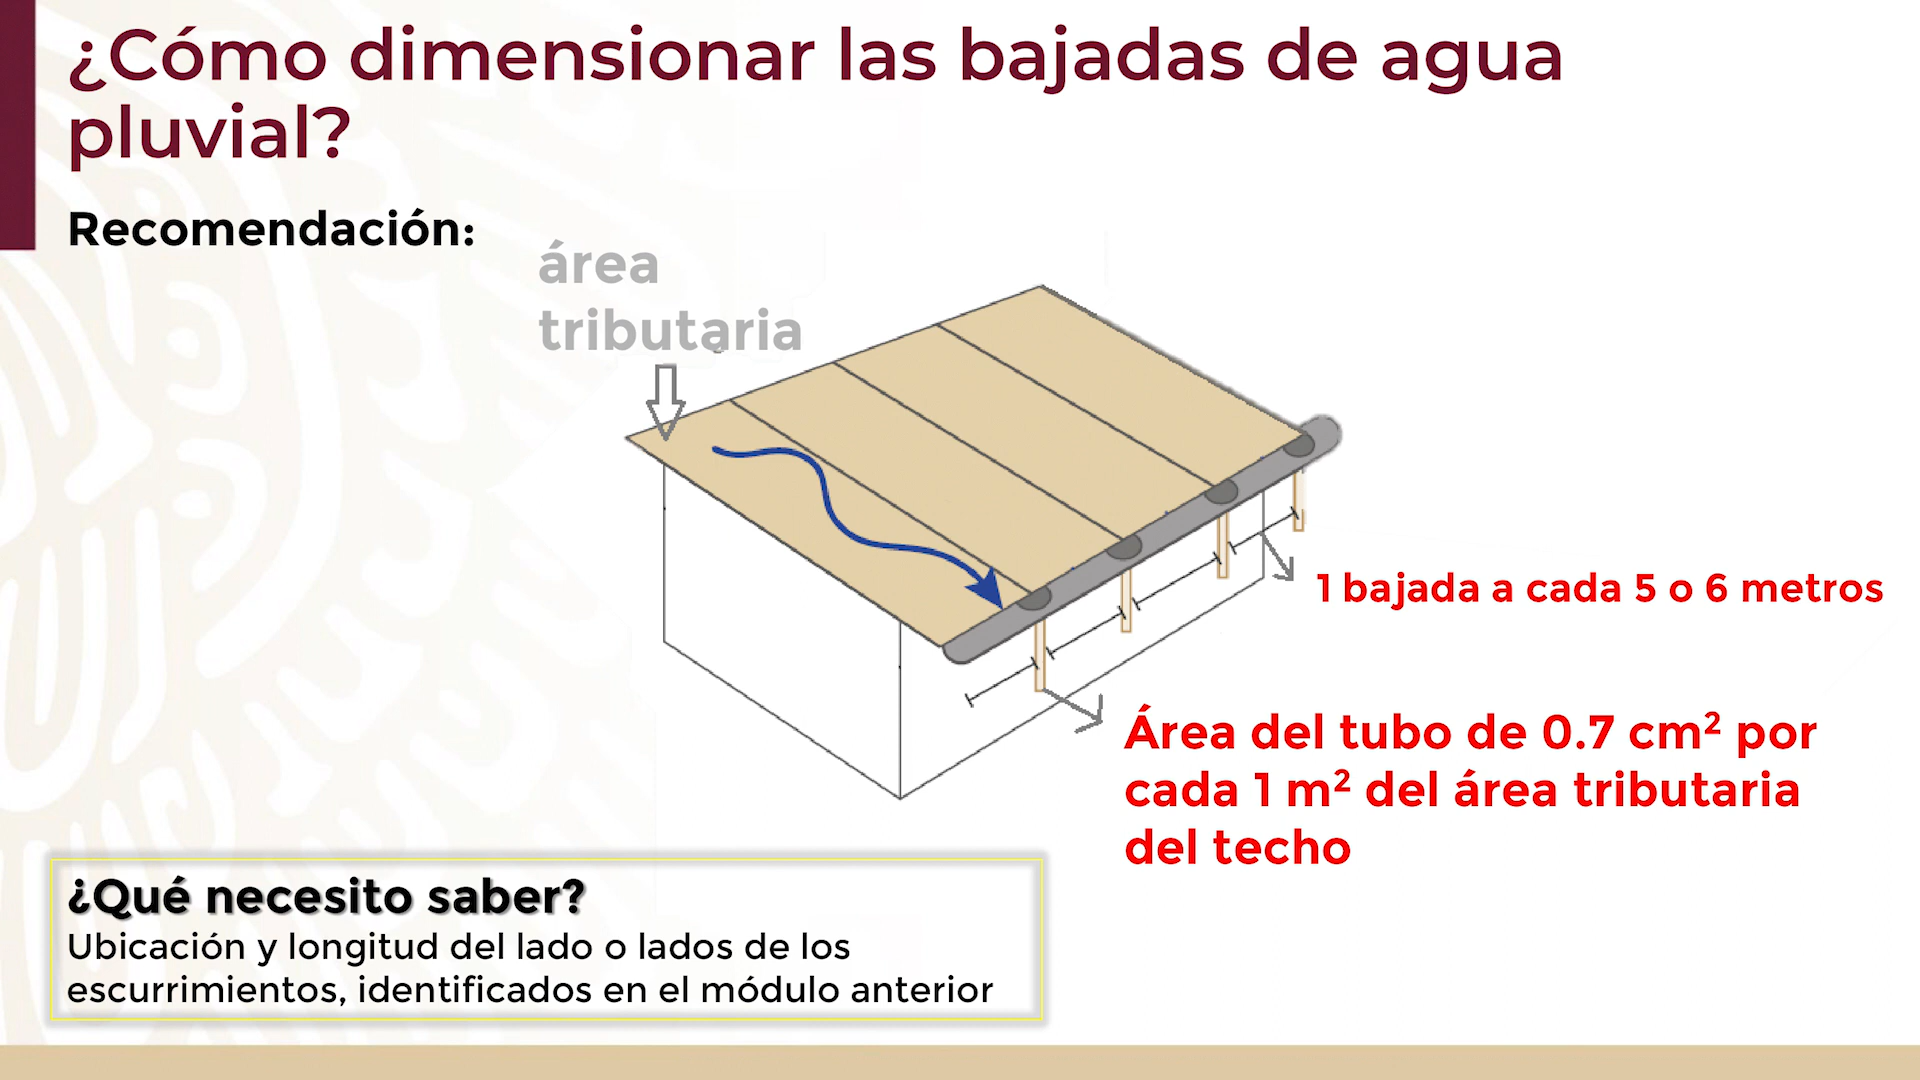 ¿Cómo dimensionar las bajadas de agua
pluvial?
Recomendación:
área
tributaria
1 bajada a cada 5 o 6 metros
Área del tubo de 0.7 cm² por
cada 1 m² del área tributaria
del techo
¿Qué necesito saber?
Ubicación y longitud del lado o lados de los
escurrimientos, identificados en el módulo anterior